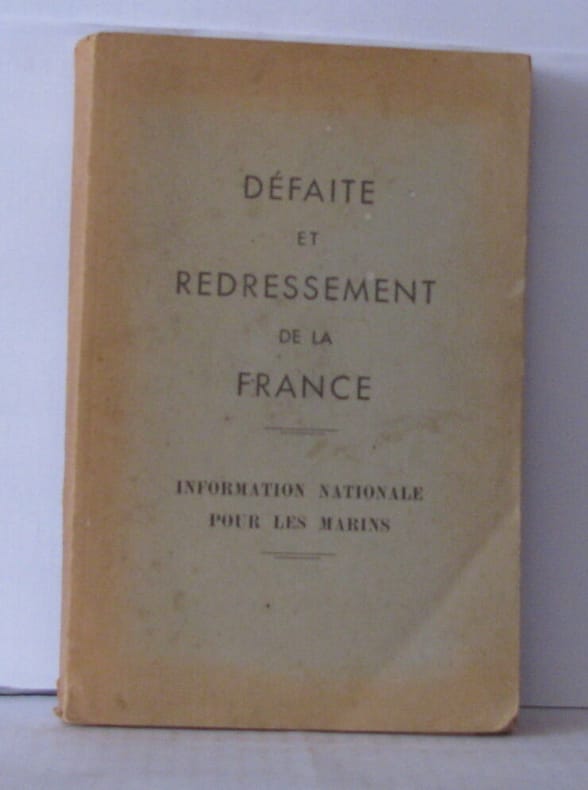 DÉFAITE
ET
REDRESSEMENT
DE LA
FRANCE
INFORMATION NATIONALE
POUR LES MARINS